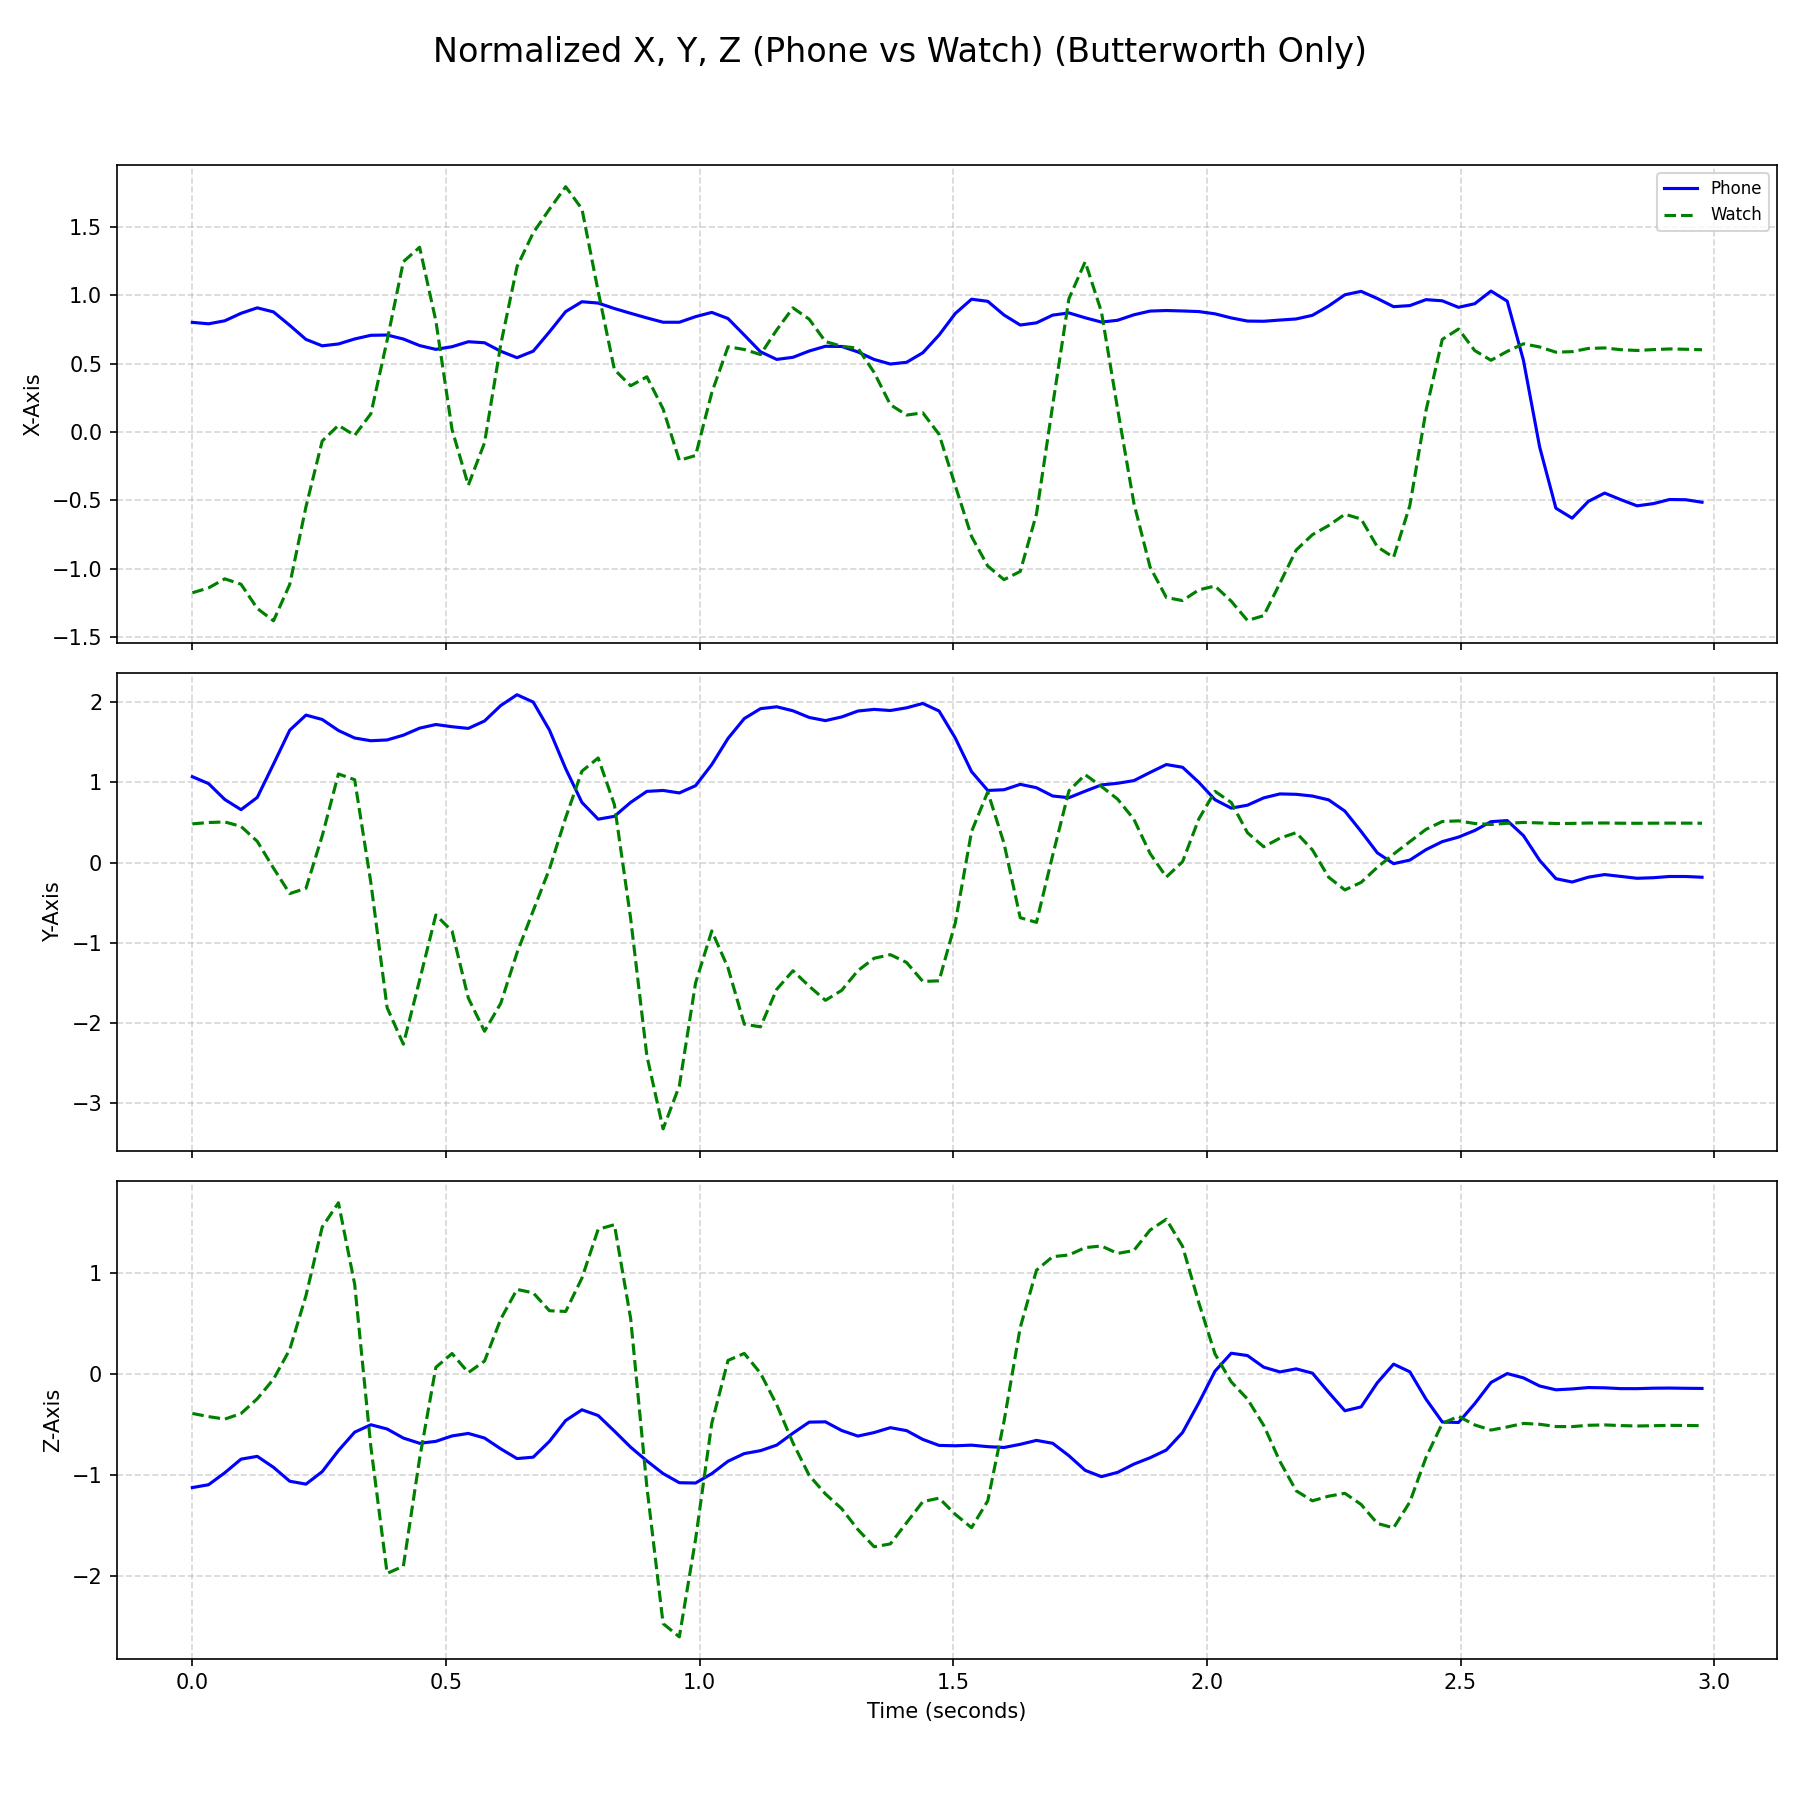 Normalized X, Y, Z (Phone vs Watch) (Butterworth Only)
Phone
Watch
1.5
1.0
0.5
0.0
−0.5
−1.0
−1.5
X-Axis
2
1
0
−1
−2
−3
Y-Axis
1
0
−1
−2
Z-Axis
0.0 0.5 1.0 1.5 2.0 2.5 3.0
Time (seconds)